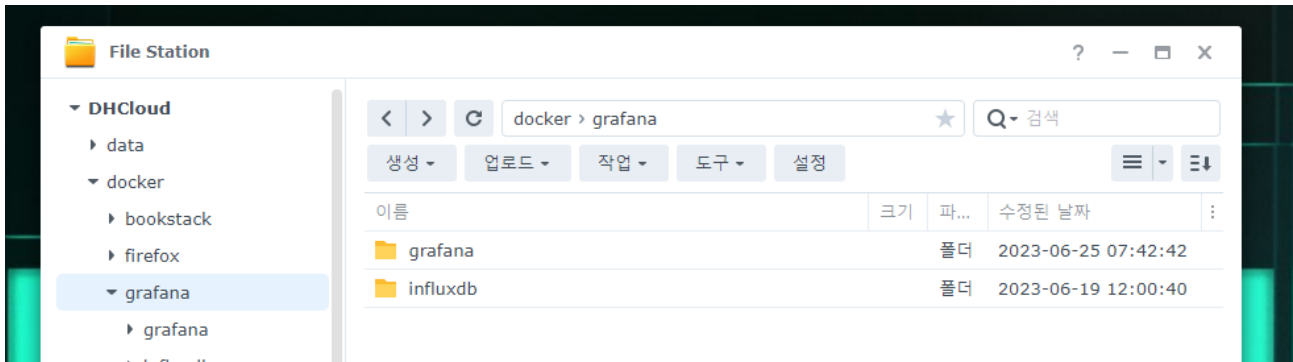 File Station
DHCloud
data
docker
bookstack
firefox
grafana
grafana
docker › grafana
검색
생성 업로드 작업 도구 설정
이름 크기 파... 수정된 날짜
grafana 폴더 2023-06-25 07:42:42
influxdb 폴더 2023-06-19 12:00:40